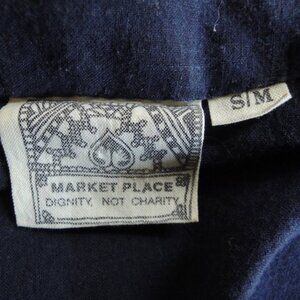 S/M
MARKET PLACE
DIGNITY, NOT CHARITY